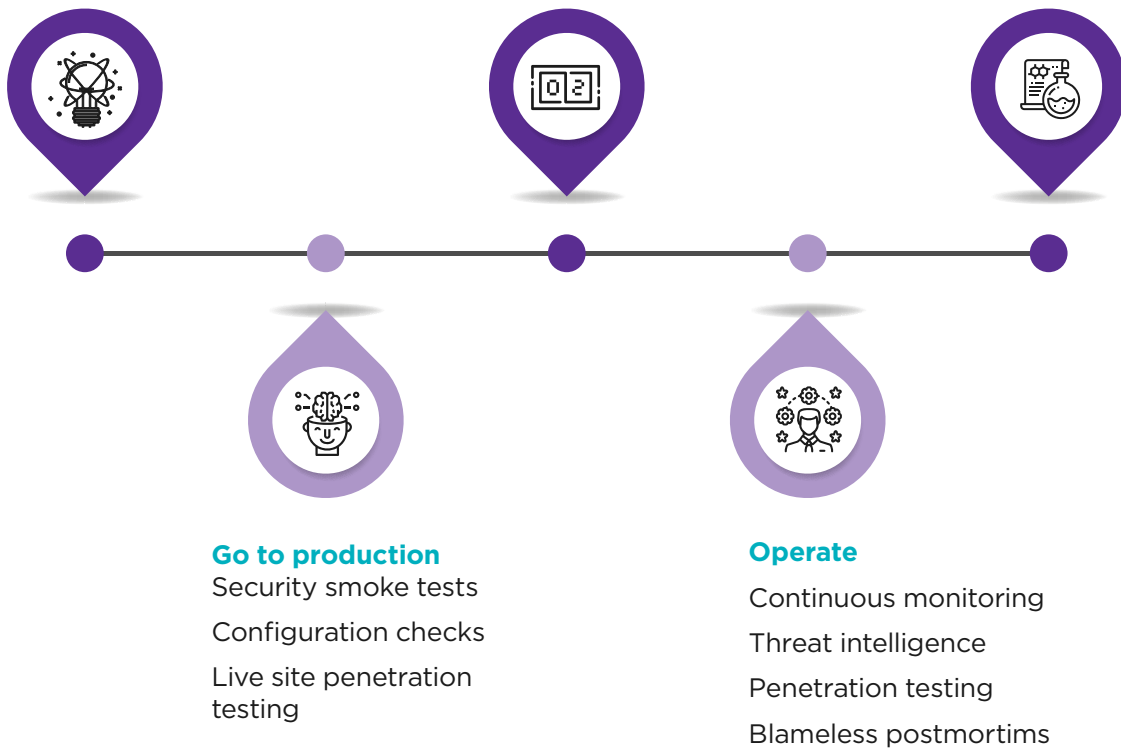 02
Go to production
Security smoke tests
Configuration checks
Live site penetration
testing
Operate
Continuous monitoring
Threat intelligence
Penetration testing
Blameless postmortims